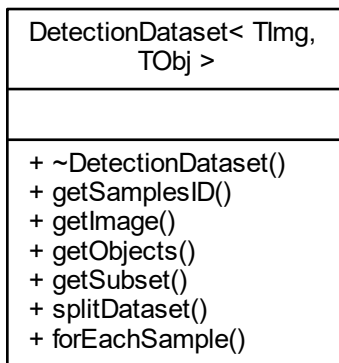 DetectionDataset< TImg,
TObj >
+ ~DetectionDataset()
+ getSamplesID()
+ getImage()
+ getObjects()
+ getSubset()
+ splitDataset()
+ forEachSample()